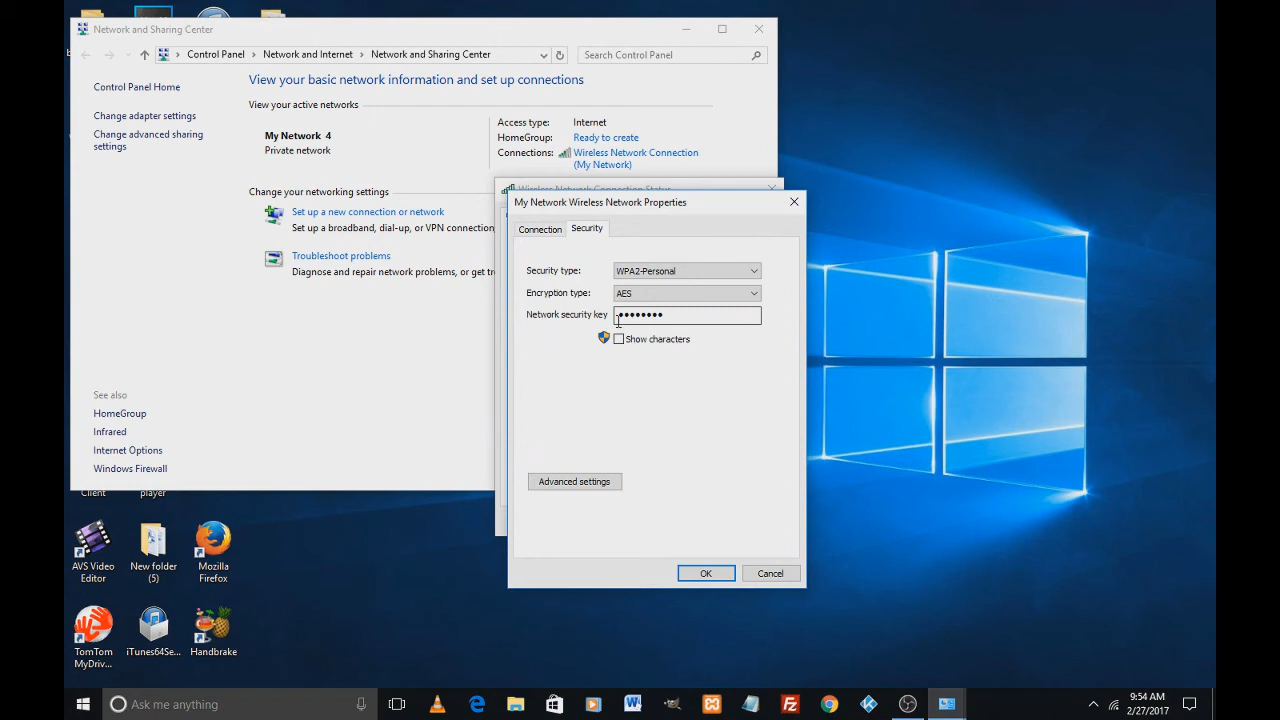 Network and Sharing Center
Control Panel > Network and Internet > Network and Sharing Center
Search Control Panel
Control Panel Home
Change adapter settings
Change advanced sharing
settings
View your basic network information and set up connections
View your active networks
My Network 4
Private network
Access type: Internet
HomeGroup: Ready to create
Connections: Wireless Network Connection
(My Network)
Change your networking settings
Set up a new connection or network
Set up a broadband, dial-up, or VPN connection
Troubleshoot problems
Diagnose and repair network problems, or get
See also
HomeGroup
Infrared
Internet Options
Windows Firewall
Wireless Network Connection Status
My Network Wireless Network Properties
Connection
Security
Security type: WPA2-Personal
Encryption type: AES
Network security key ••••••••
Show characters
Advanced settings
OK
Cancel
Client
player
AVS Video
Editor
New folder
(5)
Mozilla
Firefox
TomTom
MyDriv...
iTunes64Se...
Handbrake
Ask me anything
9:54 AM
2/27/2017